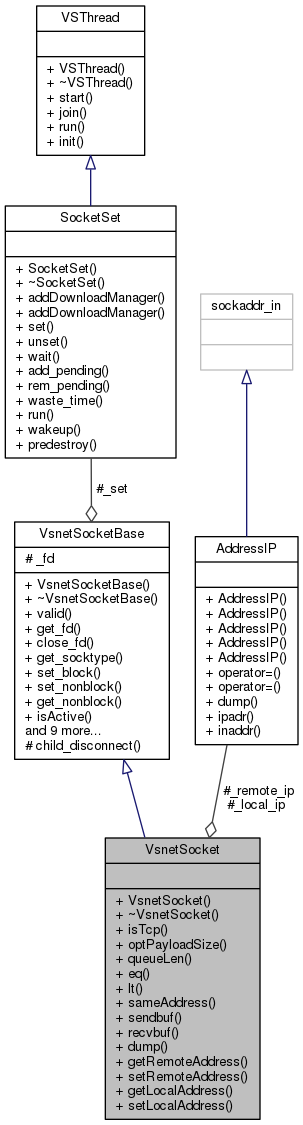 VSThread
+ VSThread()
+ ~VSThread()
+ start()
+ join()
+ run()
+ init()
SocketSet
+ SocketSet()
+ ~SocketSet()
+ addDownloadManager()
+ addDownloadManager()
+ set()
+ unset()
+ wait()
+ add_pending()
+ rem_pending()
+ waste_time()
+ run()
+ wakeup()
+ predestroy()
sockaddr_in
#_set
VsnetSocketBase
# _fd
+ VsnetSocketBase()
+ ~VsnetSocketBase()
+ valid()
+ get_fd()
+ close_fd()
+ get_socktype()
+ set_block()
+ set_nonblock()
+ get_nonblock()
+ isActive()
and 9 more...
# child_disconnect()
AddressIP
+ AddressIP()
+ AddressIP()
+ AddressIP()
+ AddressIP()
+ AddressIP()
+ operator=()
+ operator=()
+ dump()
+ ipadr()
+ inaddr()
#_remote_ip
#_local_ip
VsnetSocket
+ VsnetSocket()
+ ~VsnetSocket()
+ isTcp()
+ optPayloadSize()
+ queueLen()
+ eq()
+ lt()
+ sameAddress()
+ sendbuf()
+ recvbuf()
+ dump()
+ getRemoteAddress()
+ setRemoteAddress()
+ getLocalAddress()
+ setLocalAddress()